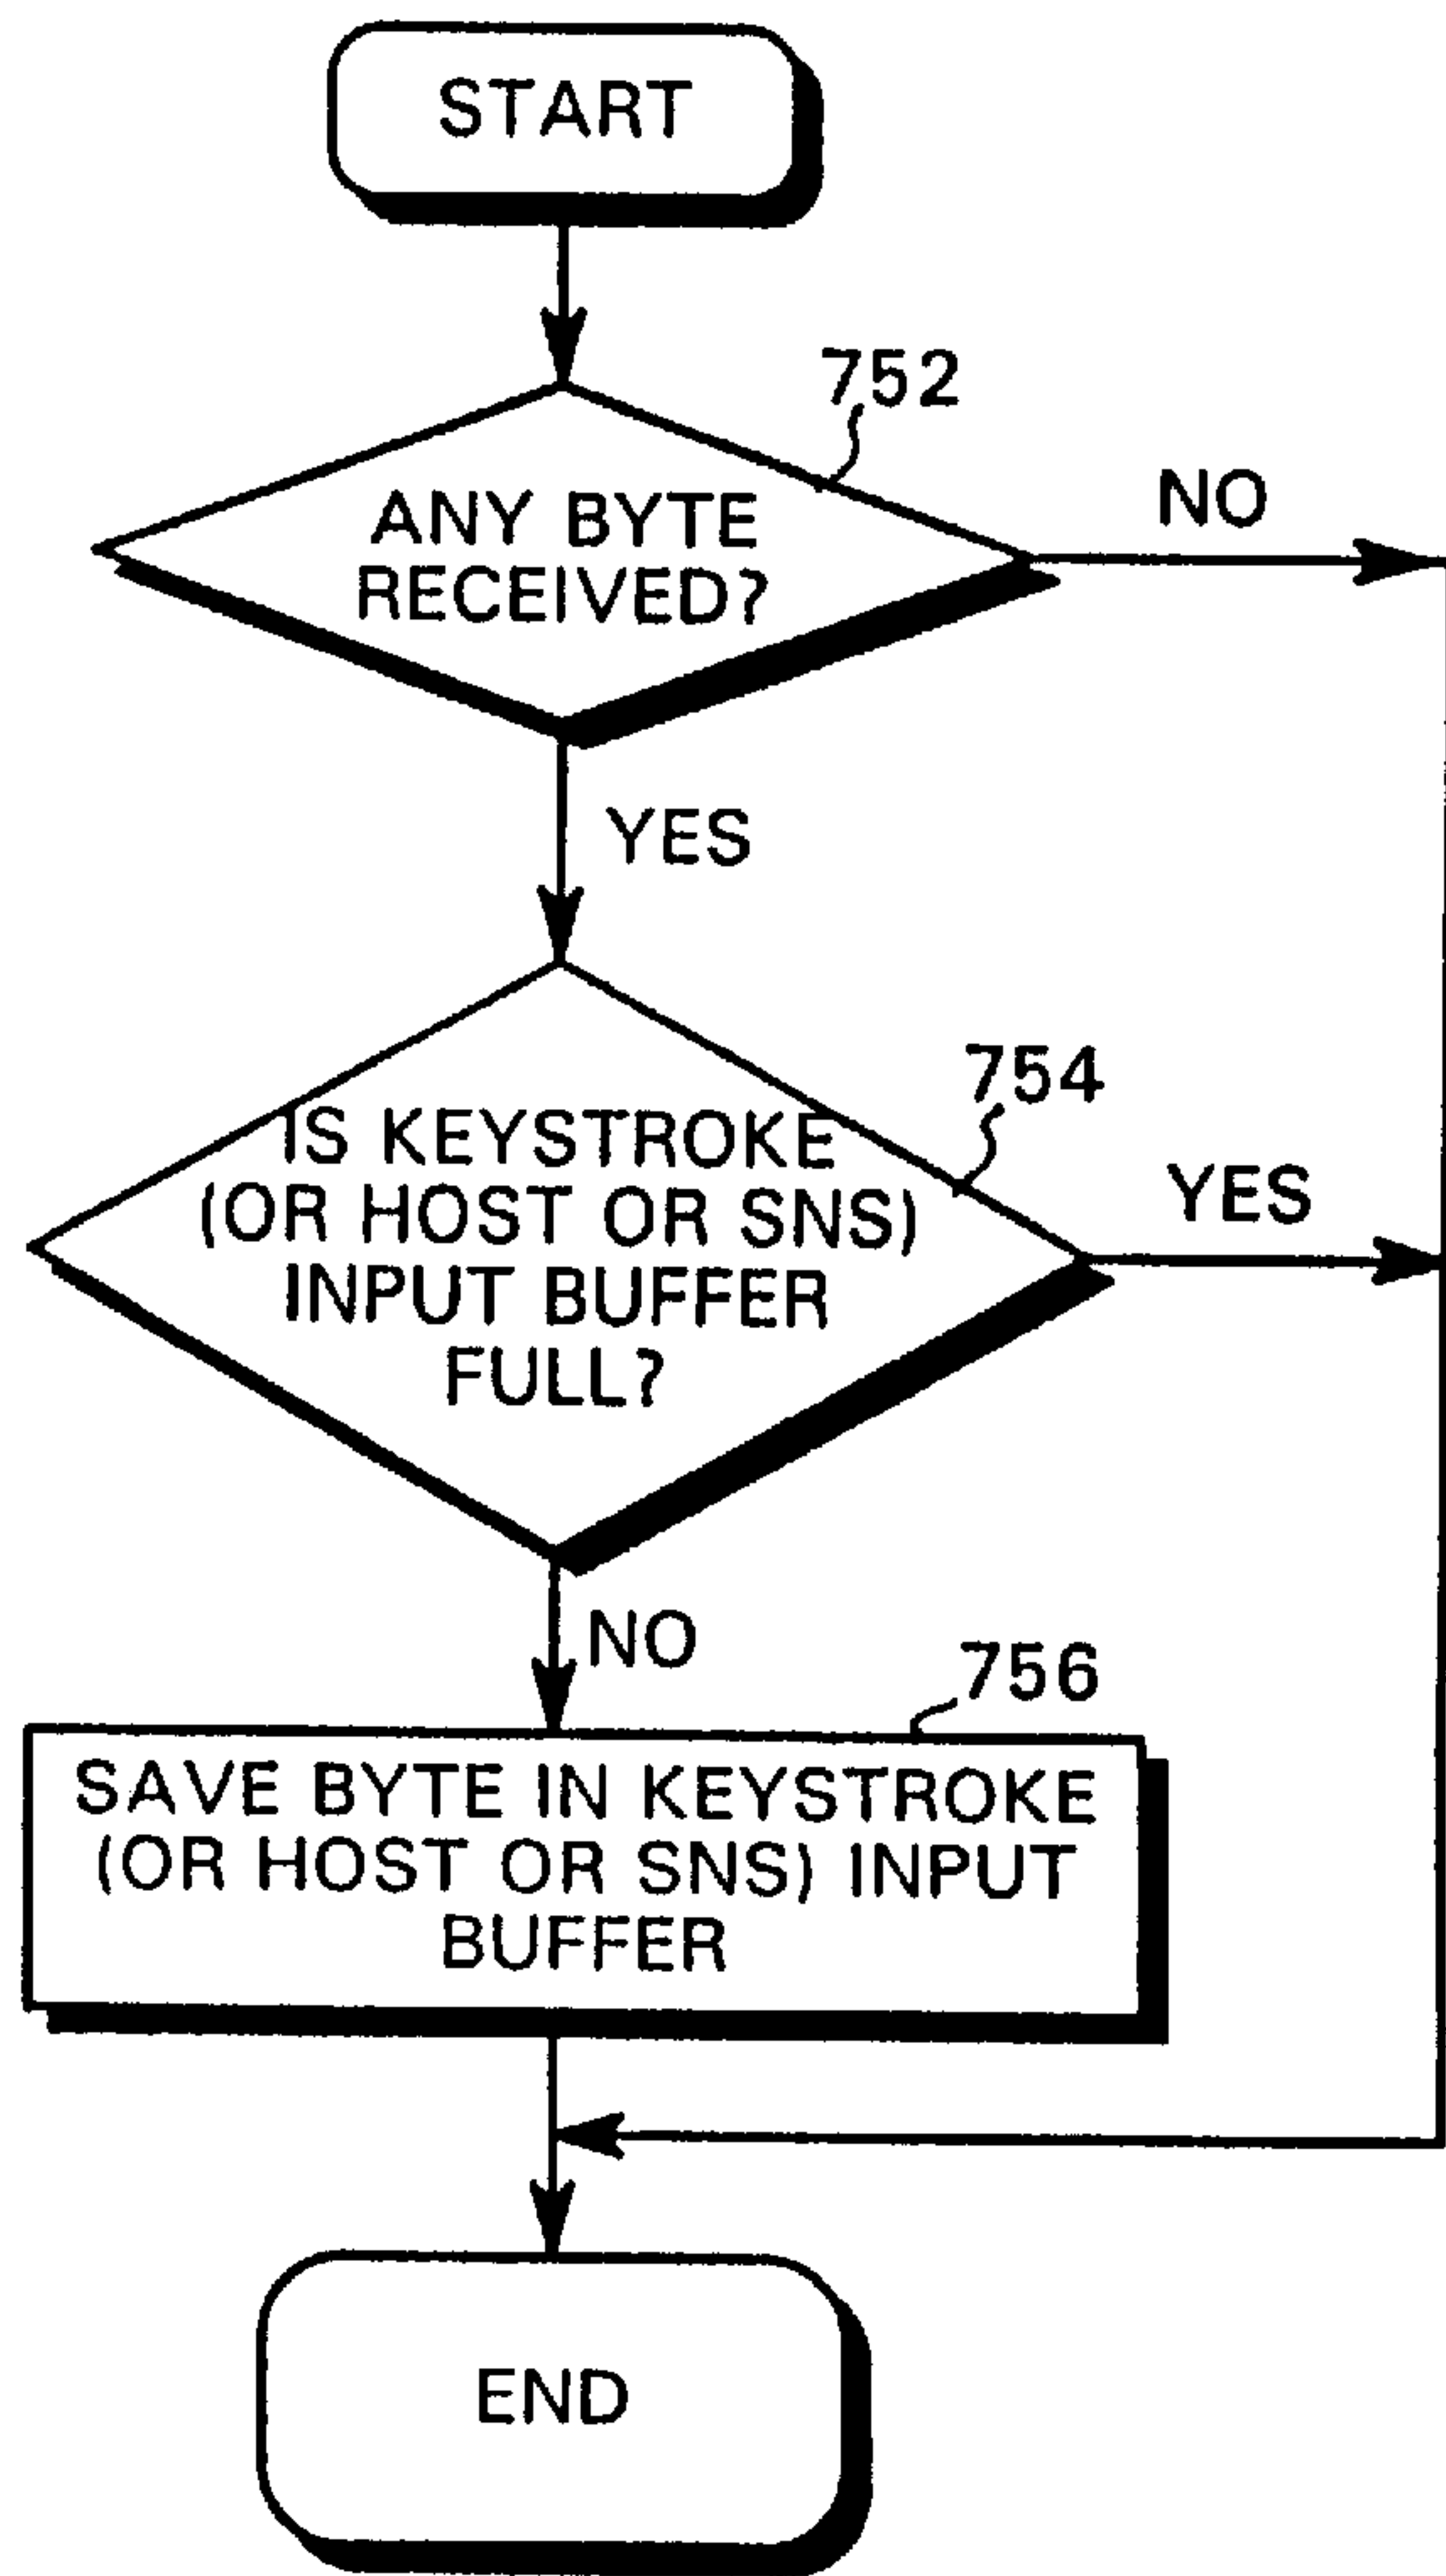 START
752
ANY BYTE
RECEIVED?
NO
YES
754
IS KEYSTROKE
(OR HOST OR SNS)
INPUT BUFFER
FULL?
YES
NO
756
SAVE BYTE IN KEYSTROKE
(OR HOST OR SNS) INPUT
BUFFER
END